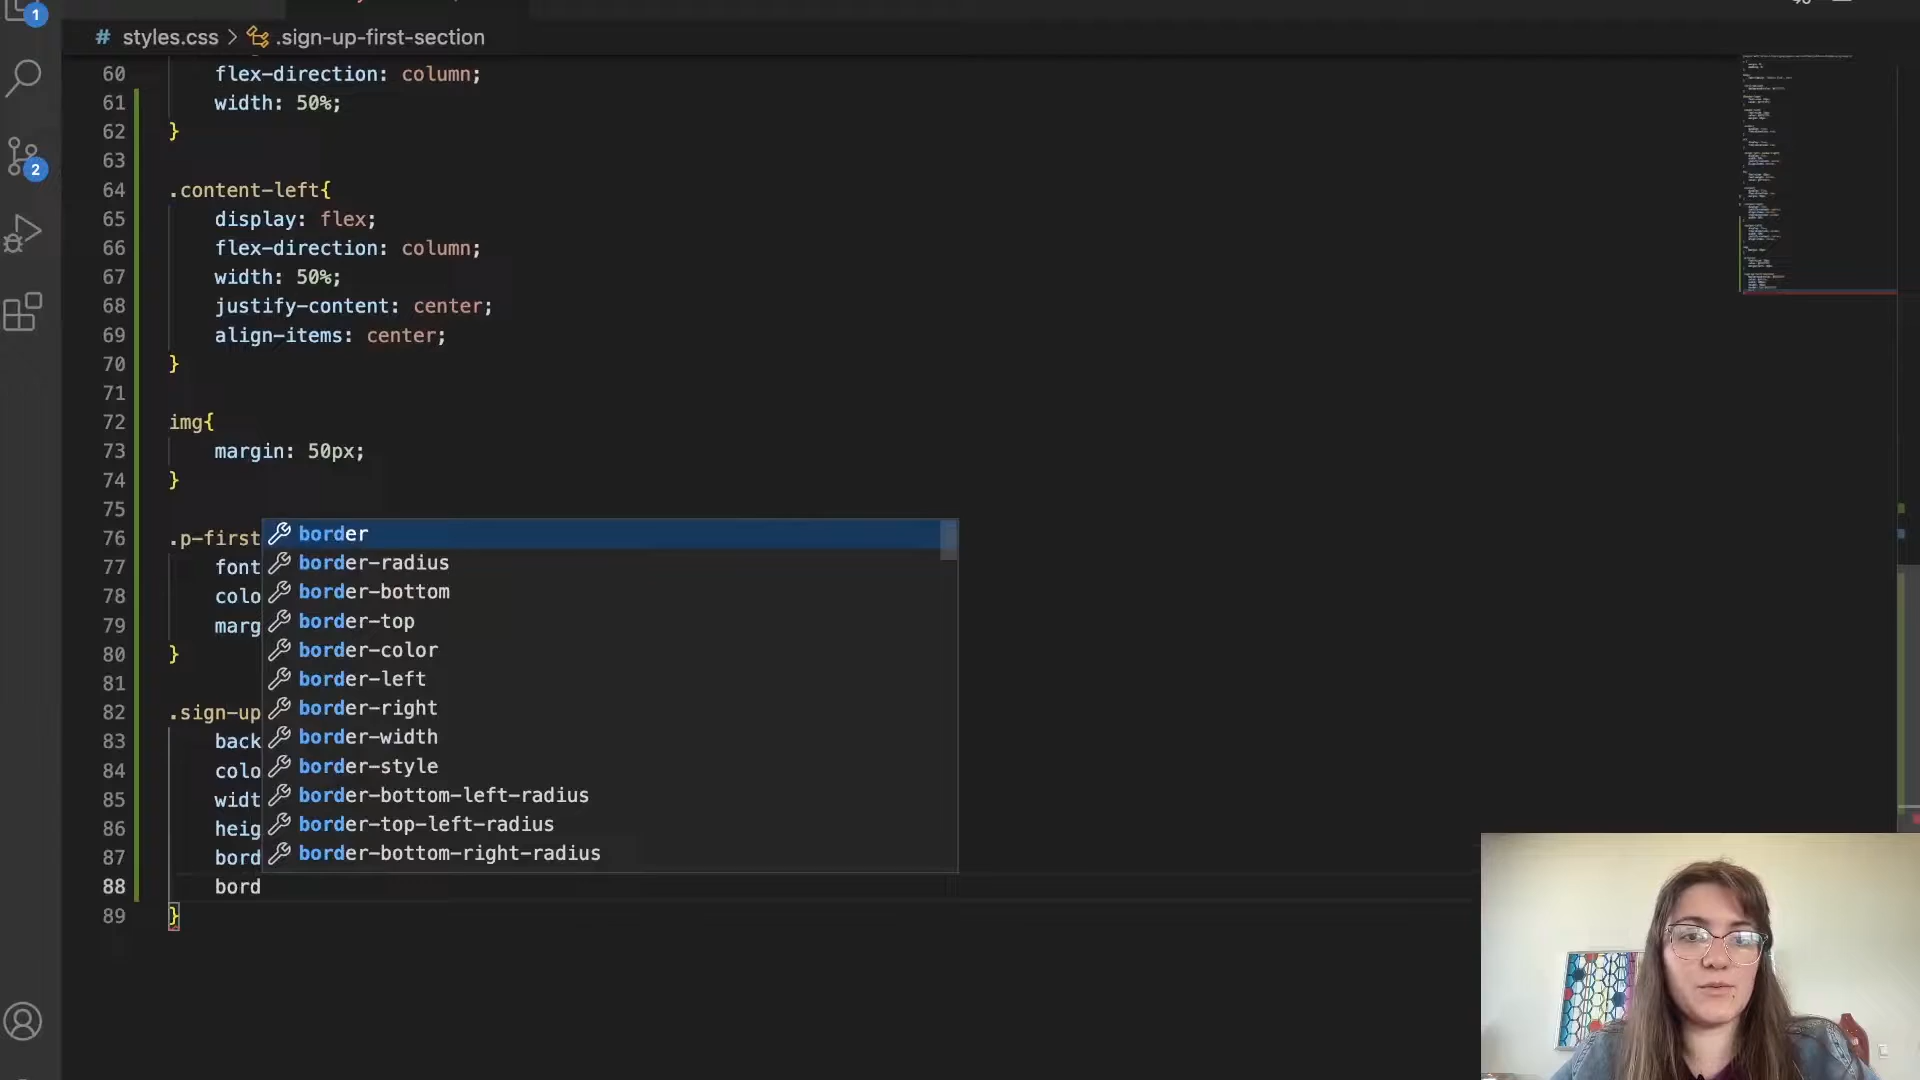 1
# styles.css > .sign-up-first-section
60 flex-direction: column;
61 width: 50%;
62 }
63
2
64 .content-left{
65 display: flex;
66 flex-direction: column;
67 width: 50%;
68 justify-content: center;
69 align-items: center;
70 }
71
72 img{
73 margin: 50px;
74 }
75
76 .p-first
border
77 font
border-radius
78 colo
border-bottom
79 marg
border-top
80 }
border-color
81
border-left
82 .sign-up
border-right
83 back
border-width
84 colo
border-style
85 widt
border-bottom-left-radius
86 heig
border-top-left-radius
87 bord
border-bottom-right-radius
88 bord
89 }